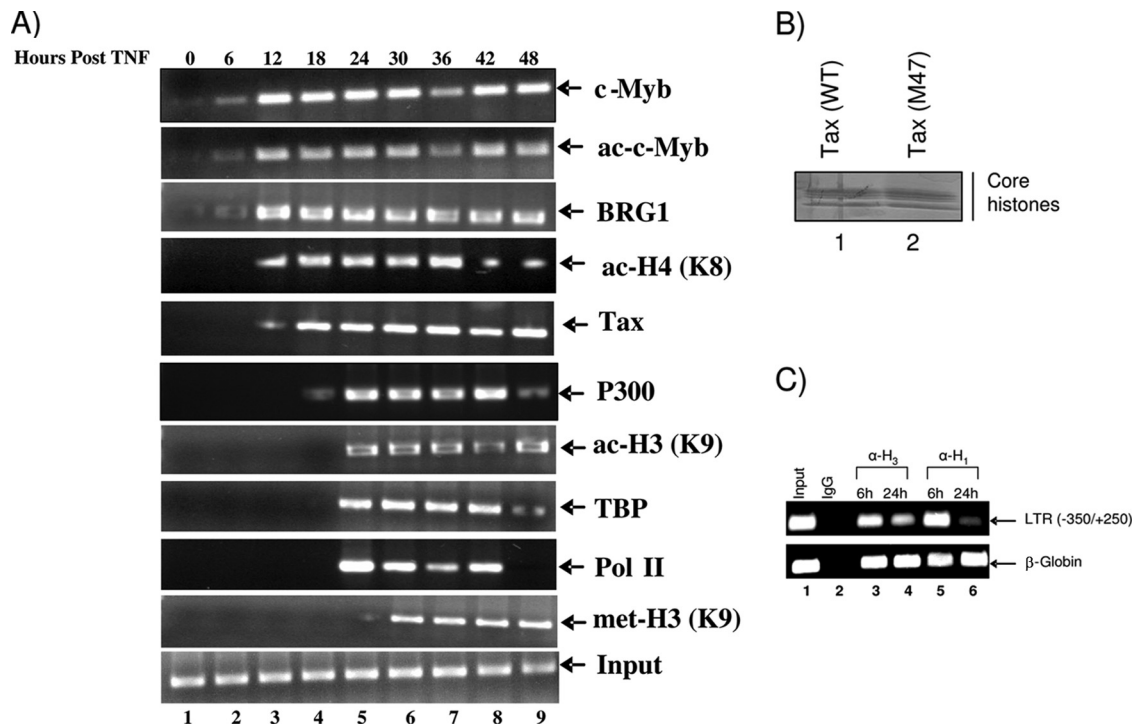 A)
Hours Post TNF 0 6 12 18 24 30 36 42 48
c-Myb
ac-c-Myb
BRG1
ac-H4 (K8)
Tax
P300
ac-H3 (K9)
TBP
Pol II
met-H3 (K9)
Input
1 2 3 4 5 6 7 8 9
B)
Tax (WT)
Tax (M47)
Core
histones
1 2
C)
α-H3 α-H1
Input IgG 6h 24h 6h 24h
LTR (-350/+250)
β-Globin
1 2 3 4 5 6